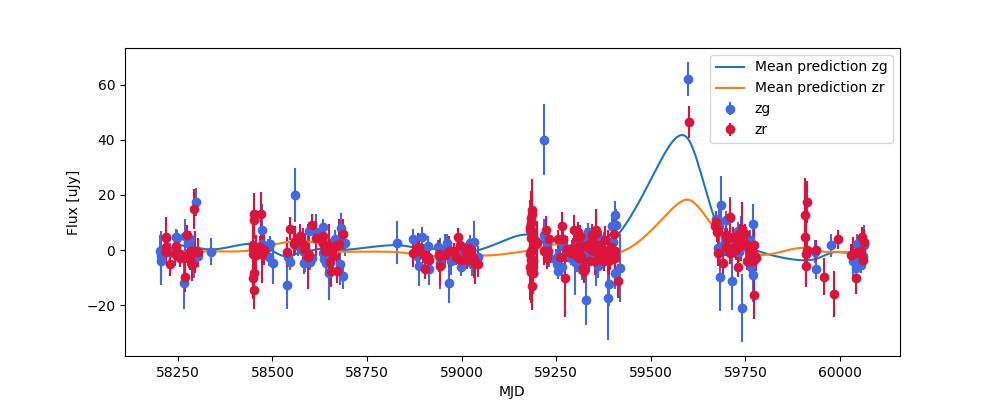 Mean prediction zg
Mean prediction zr
zg
zr
Flux [uJy]
60
40
20
0
−20
58250 58500 58750 59000 59250 59500 59750 60000
MJD